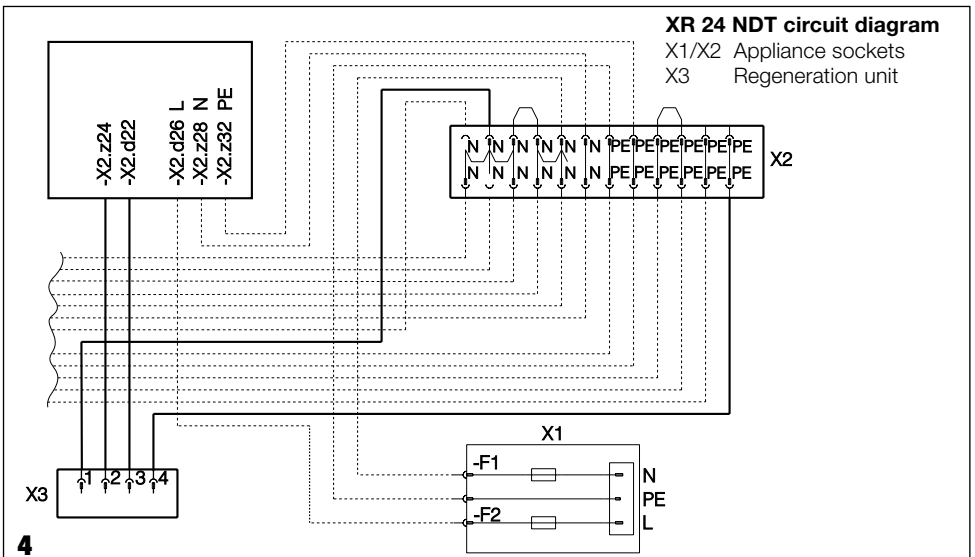 XR 24 NDT circuit diagram
X1/X2 Appliance sockets
X3 Regeneration unit
-X2.z24
-X2.d22
-X2.d26 L
-X2.z28 N
-X2.z32 PE
N N N N N N PE PE PE PE PE PE
N N N N N N PE PE PE PE PE PE
X2
X1
-F1
N
PE
-F2
L
X3
1 2 3 4
4